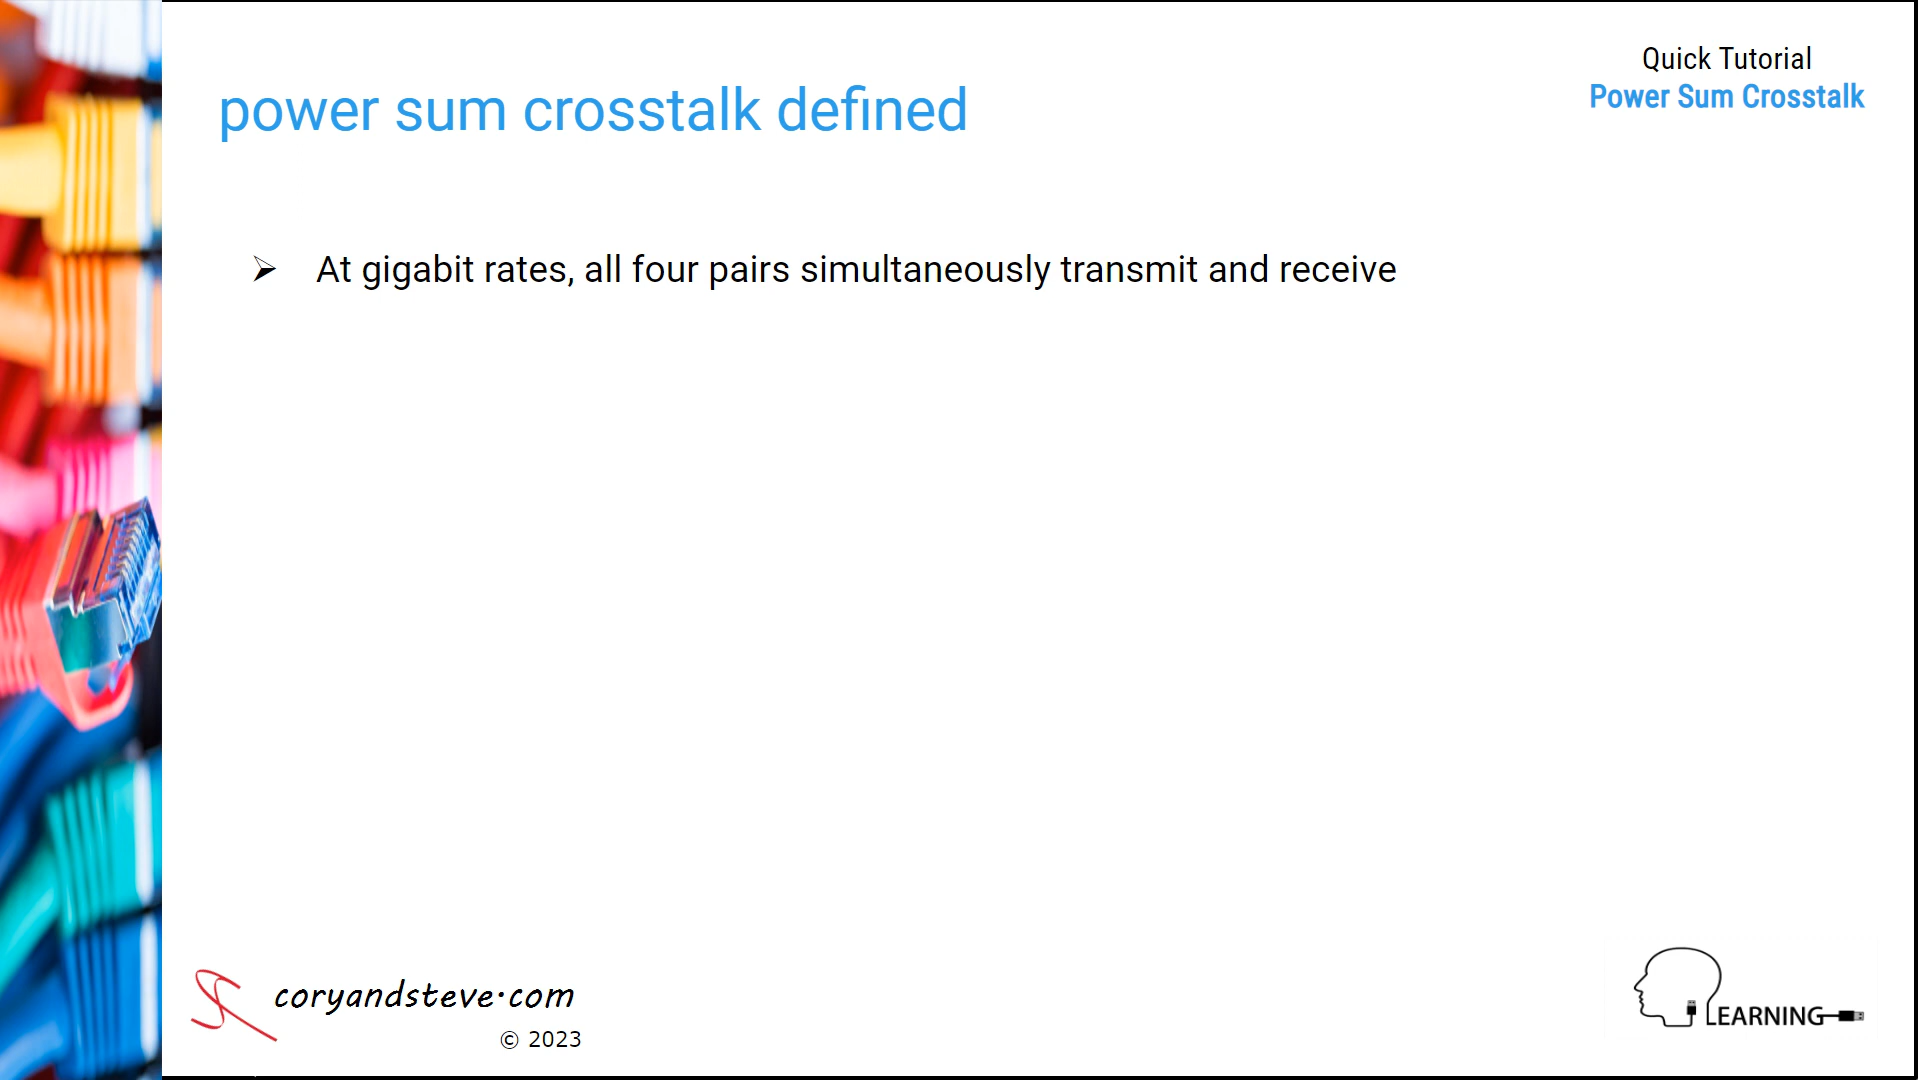 Quick Tutorial
Power Sum Crosstalk
power sum crosstalk defined
➢ At gigabit rates, all four pairs simultaneously transmit and receive
coryandsteve.com
© 2023
LEARNING